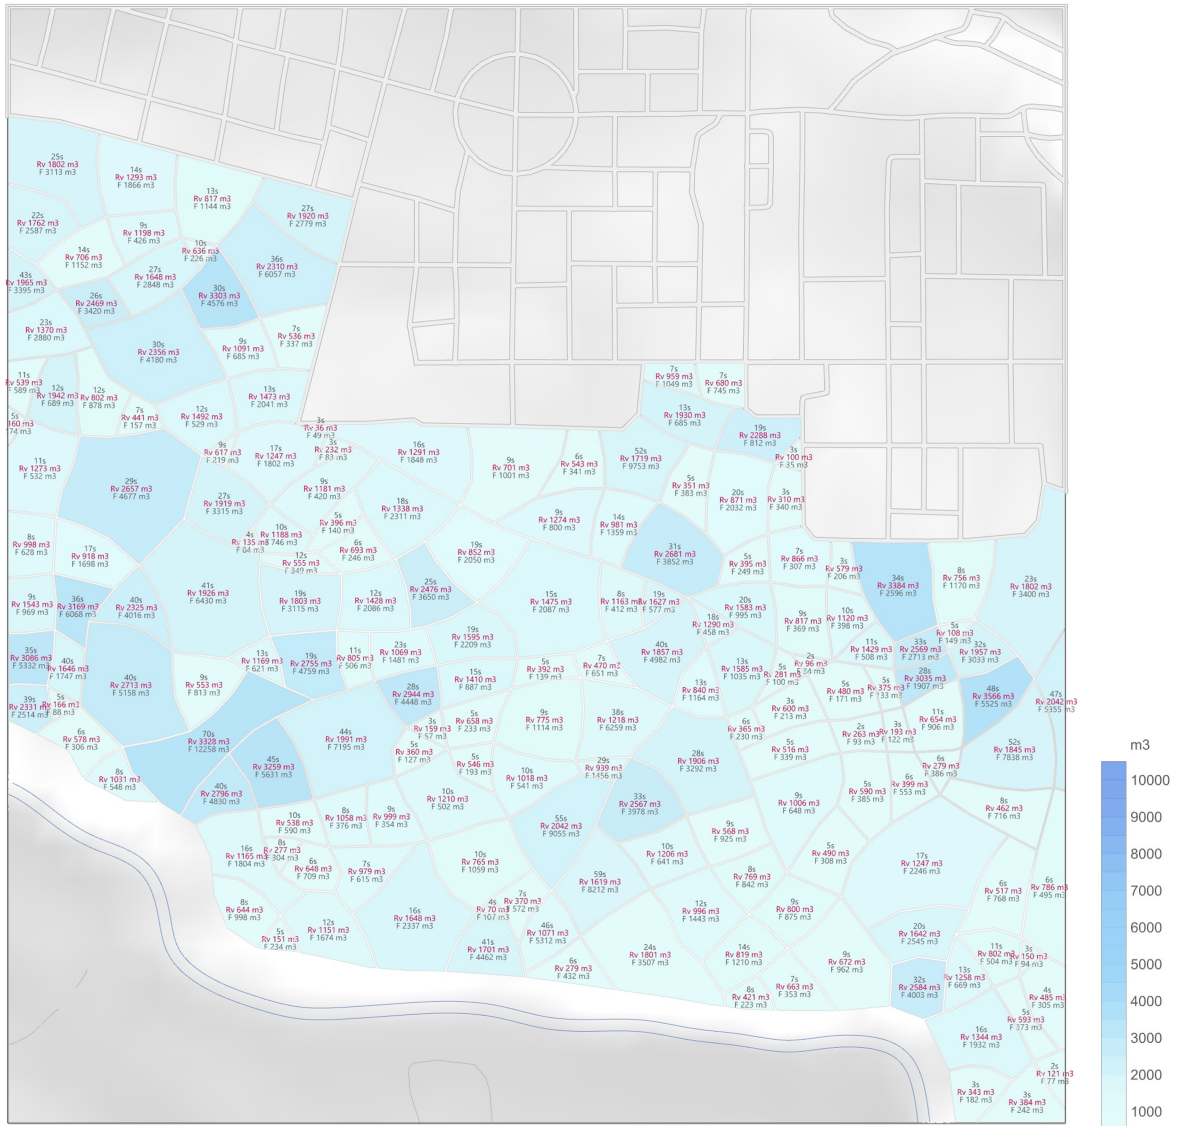 25s
Rv 1802 m3
F 3113 m3
14s
Rv 1293 m3
F 1866 m3
13s
Rv 817 m3
F 1144 m3
27s
Rv 1920 m3
F 2779 m3
22s
Rv 1762 m3
F 2587 m3
9s
Rv 1198 m3
F 426 m3
10s
Rv 636 m3
F 226 m3
14s
Rv 706 m3
F 1152 m3
36s
Rv 2310 m3
F 6057 m3
43s
Rv 1965 m3
F 3395 m3
27s
Rv 1648 m3
F 2848 m3
30s
Rv 3303 m3
F 4576 m3
26s
Rv 2469 m3
F 3420 m3
23s
Rv 1370 m3
F 2880 m3
30s
Rv 2356 m3
F 4180 m3
9s
Rv 1091 m3
F 685 m3
7s
Rv 536 m3
F 337 m3
11s
Rv 539 m3
F 589 m3
12s
Rv 1942 m3
F 689 m3
12s
Rv 802 m3
F 878 m3
7s
Rv 441 m3
F 157 m3
12s
Rv 1492 m3
F 529 m3
13s
Rv 1473 m3
F 2041 m3
7s
Rv 959 m3
F 1049 m3
7s
Rv 680 m3
F 745 m3
13s
Rv 1930 m3
F 685 m3
19s
Rv 2288 m3
F 812 m3
3s
Rv 100 m3
F 35 m3
5s
160 m3
74 m3
3s
Rv 36 m3
F 49 m3
3s
Rv 232 m3
F 83 m3
9s
Rv 617 m3
F 219 m3
17s
Rv 1247 m3
F 1802 m3
16s
Rv 1291 m3
F 1848 m3
9s
Rv 701 m3
F 1001 m3
6s
Rv 543 m3
F 341 m3
52s
Rv 1719 m3
F 9753 m3
11s
Rv 1273 m3
F 532 m3
29s
Rv 2657 m3
F 4677 m3
27s
Rv 1919 m3
F 3315 m3
9s
Rv 1181 m3
F 420 m3
18s
Rv 1338 m3
F 2311 m3
5s
Rv 351 m3
F 383 m3
20s
Rv 871 m3
F 2032 m3
3s
Rv 310 m3
F 340 m3
5s
Rv 396 m3
F 140 m3
9s
Rv 1274 m3
F 800 m3
14s
Rv 981 m3
F 1359 m3
8s
Rv 998 m3
F 628 m3
17s
Rv 918 m3
F 1698 m3
4s
Rv 135 m3
F 84 m3
10s
Rv 1188 m3
F 746 m3
12s
Rv 555 m3
F 349 m3
6s
Rv 693 m3
F 246 m3
19s
Rv 852 m3
F 2050 m3
31s
Rv 2681 m3
F 3852 m3
5s
Rv 395 m3
F 249 m3
7s
Rv 866 m3
F 307 m3
3s
Rv 579 m3
F 206 m3
34s
Rv 3384 m3
F 2596 m3
8s
Rv 756 m3
F 1170 m3
23s
Rv 1802 m3
F 3400 m3
9s
Rv 1543 m3
F 969 m3
36s
Rv 3169 m3
F 6068 m3
40s
Rv 2325 m3
F 4016 m3
41s
Rv 1926 m3
F 6430 m3
19s
Rv 1803 m3
F 3115 m3
12s
Rv 1428 m3
F 2086 m3
25s
Rv 2476 m3
F 3650 m3
15s
Rv 1475 m3
F 2087 m3
8s
Rv 1163 m3
F 412 m3
19s
Rv 1627 m3
F 577 m3
18s
Rv 1290 m3
F 458 m3
20s
Rv 1583 m3
F 995 m3
9s
Rv 817 m3
F 369 m3
10s
Rv 1120 m3
F 398 m3
5s
Rv 108 m3
F 149 m3
35s
Rv 3086 m3
F 5332 m3
40s
Rv 1646 m3
F 1747 m3
13s
Rv 1169 m3
F 621 m3
19s
Rv 2755 m3
F 4759 m3
11s
Rv 805 m3
F 506 m3
23s
Rv 1069 m3
F 1481 m3
19s
Rv 1595 m3
F 2209 m3
40s
Rv 1857 m3
F 4982 m3
11s
Rv 1429 m3
F 508 m3
33s
Rv 2569 m3
F 2713 m3
32s
Rv 1957 m3
F 3033 m3
40s
Rv 2713 m3
F 5158 m3
9s
Rv 553 m3
F 813 m3
28s
Rv 2944 m3
F 4448 m3
15s
Rv 1410 m3
F 887 m3
5s
Rv 392 m3
F 139 m3
7s
Rv 470 m3
F 651 m3
13s
Rv 840 m3
F 1164 m3
13s
Rv 1585 m3
F 1035 m3
5s
Rv 281 m3
F 100 m3
2s
Rv 96 m3
F 34 m3
5s
Rv 480 m3
F 171 m3
5s
Rv 375 m3
F 133 m3
28s
Rv 3035 m3
F 1907 m3
48s
Rv 3566 m3
F 5525 m3
47s
Rv 2042 m3
F 5355 m3
39s
Rv 2331 m3
F 2514 m3
5s
Rv 166 m3
F 88 m3
6s
Rv 578 m3
F 306 m3
70s
Rv 3328 m3
F 12258 m3
44s
Rv 1991 m3
F 7195 m3
3s
Rv 159 m3
F 57 m3
5s
Rv 658 m3
F 233 m3
9s
Rv 775 m3
F 1114 m3
38s
Rv 1218 m3
F 6259 m3
6s
Rv 365 m3
F 230 m3
3s
Rv 600 m3
F 213 m3
2s
Rv 263 m3
F 93 m3
3s
Rv 193 m3
F 122 m3
11s
Rv 654 m3
F 906 m3
5s
Rv 360 m3
F 127 m3
5s
Rv 546 m3
F 193 m3
28s
Rv 1906 m3
F 3292 m3
5s
Rv 516 m3
F 339 m3
52s
Rv 1845 m3
F 7838 m3
8s
Rv 1031 m3
F 548 m3
45s
Rv 3259 m3
F 5631 m3
40s
Rv 2796 m3
F 4830 m3
10s
Rv 1018 m3
F 541 m3
29s
Rv 939 m3
F 1456 m3
6s
Rv 279 m3
F 386 m3
6s
Rv 399 m3
F 553 m3
5s
Rv 590 m3
F 385 m3
10s
Rv 1210 m3
F 502 m3
33s
Rv 2567 m3
F 3978 m3
9s
Rv 1006 m3
F 648 m3
8s
Rv 462 m3
F 716 m3
10s
Rv 538 m3
F 590 m3
8s
Rv 1058 m3
F 376 m3
9s
Rv 999 m3
F 354 m3
55s
Rv 2042 m3
F 9055 m3
9s
Rv 568 m3
F 925 m3
16s
Rv 1165 m3
F 1804 m3
8s
Rv 277 m3
F 304 m3
6s
Rv 648 m3
F 709 m3
7s
Rv 979 m3
F 615 m3
10s
Rv 765 m3
F 1059 m3
10s
Rv 1206 m3
F 641 m3
5s
Rv 490 m3
F 308 m3
17s
Rv 1247 m3
F 2246 m3
59s
Rv 1619 m3
F 8212 m3
8s
Rv 769 m3
F 842 m3
6s
Rv 517 m3
F 768 m3
6s
Rv 786 m3
F 495 m3
8s
Rv 644 m3
F 998 m3
16s
Rv 1648 m3
F 2337 m3
4s
Rv 70 m3
F 107 m3
7s
Rv 370 m3
F 572 m3
12s
Rv 996 m3
F 1443 m3
9s
Rv 800 m3
F 875 m3
5s
Rv 151 m3
F 234 m3
12s
Rv 1151 m3
F 1674 m3
46s
Rv 1071 m3
F 5312 m3
20s
Rv 1642 m3
F 2545 m3
41s
Rv 1701 m3
F 4462 m3
24s
Rv 1801 m3
F 3507 m3
14s
Rv 819 m3
F 1210 m3
9s
Rv 672 m3
F 962 m3
11s
Rv 802 m3
F 504 m3
3s
Rv 150 m3
F 94 m3
6s
Rv 279 m3
F 432 m3
7s
Rv 663 m3
F 353 m3
32s
Rv 2584 m3
F 4003 m3
13s
Rv 1258 m3
F 669 m3
8s
Rv 421 m3
F 223 m3
4s
Rv 485 m3
F 305 m3
5s
Rv 593 m3
F 373 m3
16s
Rv 1344 m3
F 1932 m3
2s
Rv 121 m3
F 77 m3
3s
Rv 343 m3
F 182 m3
3s
Rv 384 m3
F 242 m3
m3
10000
9000
8000
7000
6000
5000
4000
3000
2000
1000